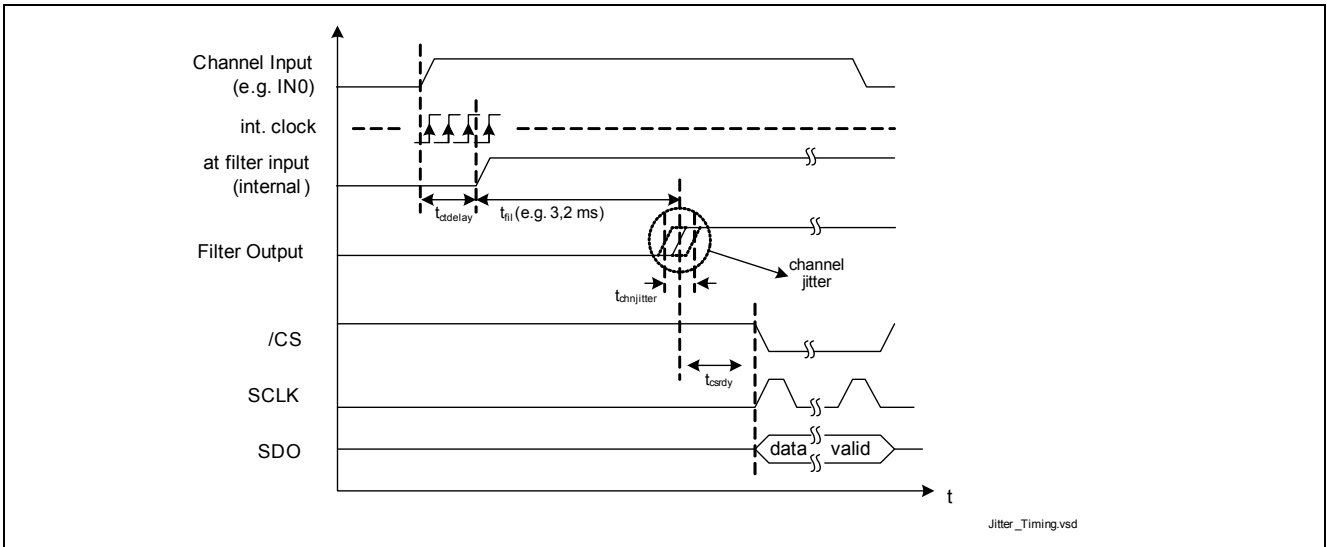 Channel Input
(e.g. IN0)
int. clock
at filter input
(internal)
tctdelay
tfil (e.g. 3,2 ms)
Filter Output
channel
jitter
tchnjitter
/CS
tcsrdy
SCLK
SDO
data valid
t
Jitter_Timing.vsd